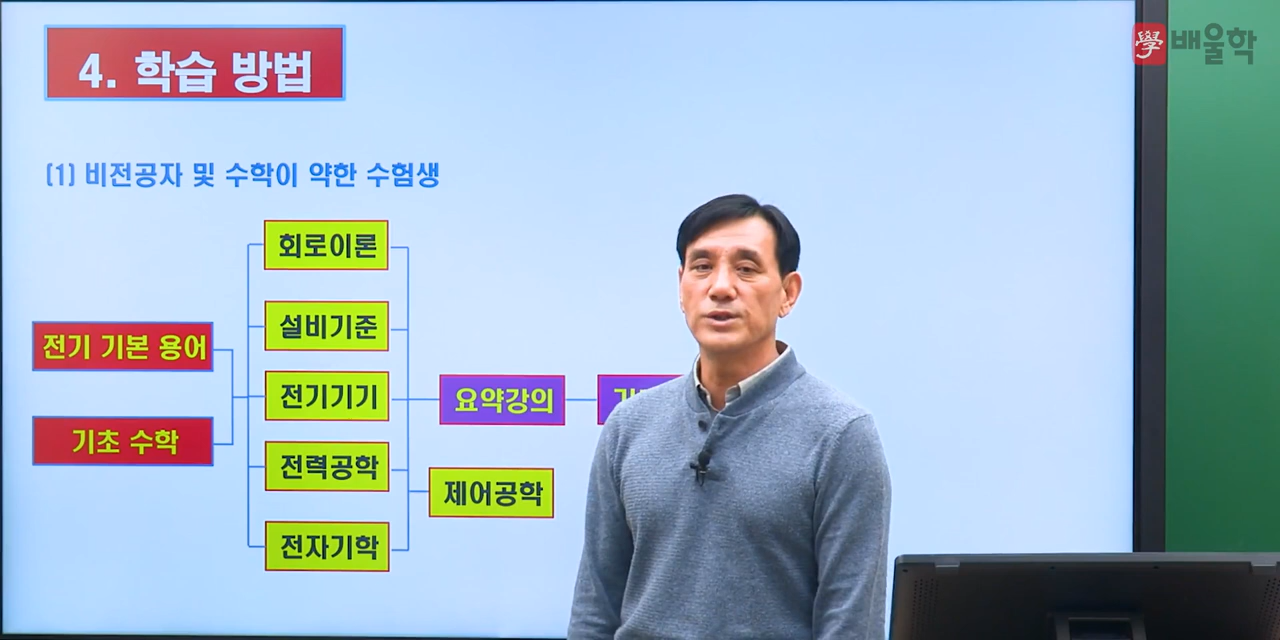 4. 학습 방법
(1) 비전공자 및 수학이 약한 수험생
전기 기본 용어
기초 수학
회로이론
설비기준
전기기기
전력공학
전자기학
요약강의
제어공학
學 배울학